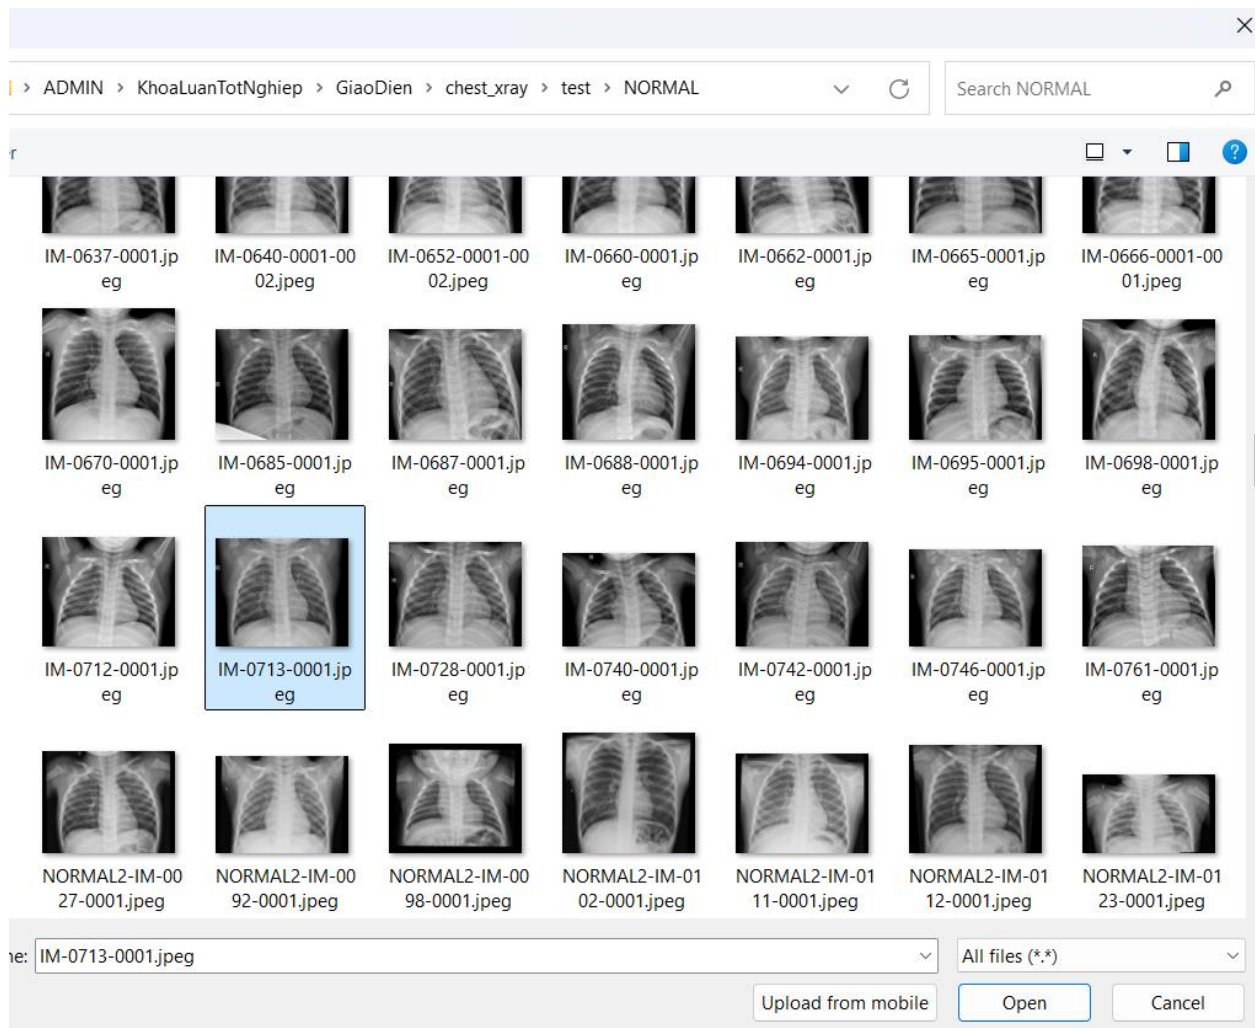 > ADMIN > KhoaLuanTotNghiep > GiaoDien > chest_xray > test > NORMAL
Search NORMAL
r
IM-0637-0001.jp
eg
IM-0640-0001-00
02.jpeg
IM-0652-0001-00
02.jpeg
IM-0660-0001.jp
eg
IM-0662-0001.jp
eg
IM-0665-0001.jp
eg
IM-0666-0001-00
01.jpeg
IM-0670-0001.jp
eg
IM-0685-0001.jp
eg
IM-0687-0001.jp
eg
IM-0688-0001.jp
eg
IM-0694-0001.jp
eg
IM-0695-0001.jp
eg
IM-0698-0001.jp
eg
IM-0712-0001.jp
eg
IM-0713-0001.jp
eg
IM-0728-0001.jp
eg
IM-0740-0001.jp
eg
IM-0742-0001.jp
eg
IM-0746-0001.jp
eg
IM-0761-0001.jp
eg
NORMAL2-IM-00
27-0001.jpeg
NORMAL2-IM-00
92-0001.jpeg
NORMAL2-IM-00
98-0001.jpeg
NORMAL2-IM-01
02-0001.jpeg
NORMAL2-IM-01
11-0001.jpeg
NORMAL2-IM-01
12-0001.jpeg
NORMAL2-IM-01
23-0001.jpeg
ne: IM-0713-0001.jpeg
All files (*.*)
Upload from mobile
Open
Cancel